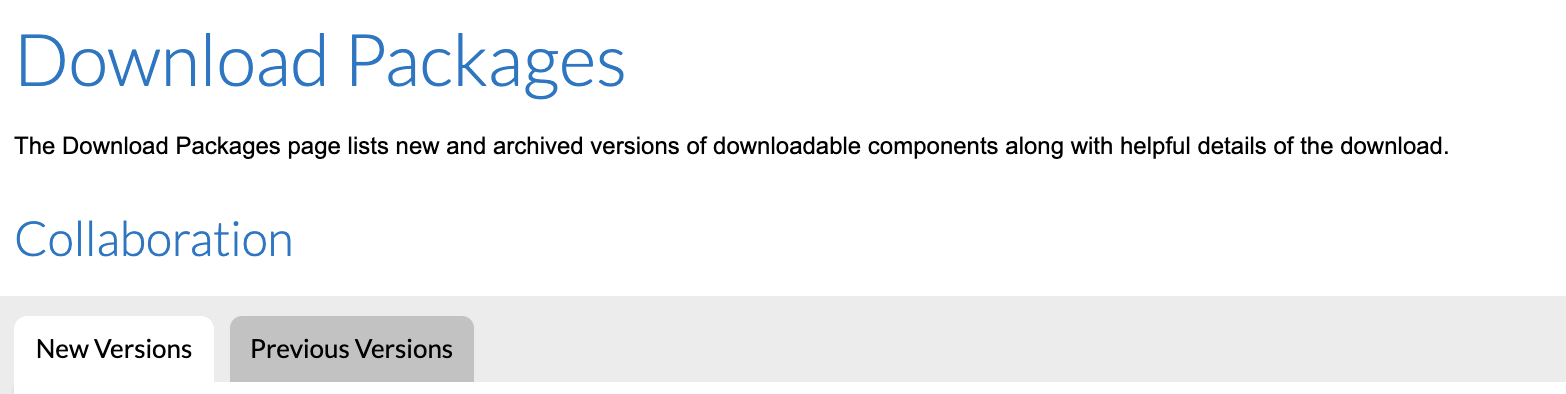 Download Packages
The Download Packages page lists new and archived versions of downloadable components along with helpful details of the download.
Collaboration
New Versions
Previous Versions